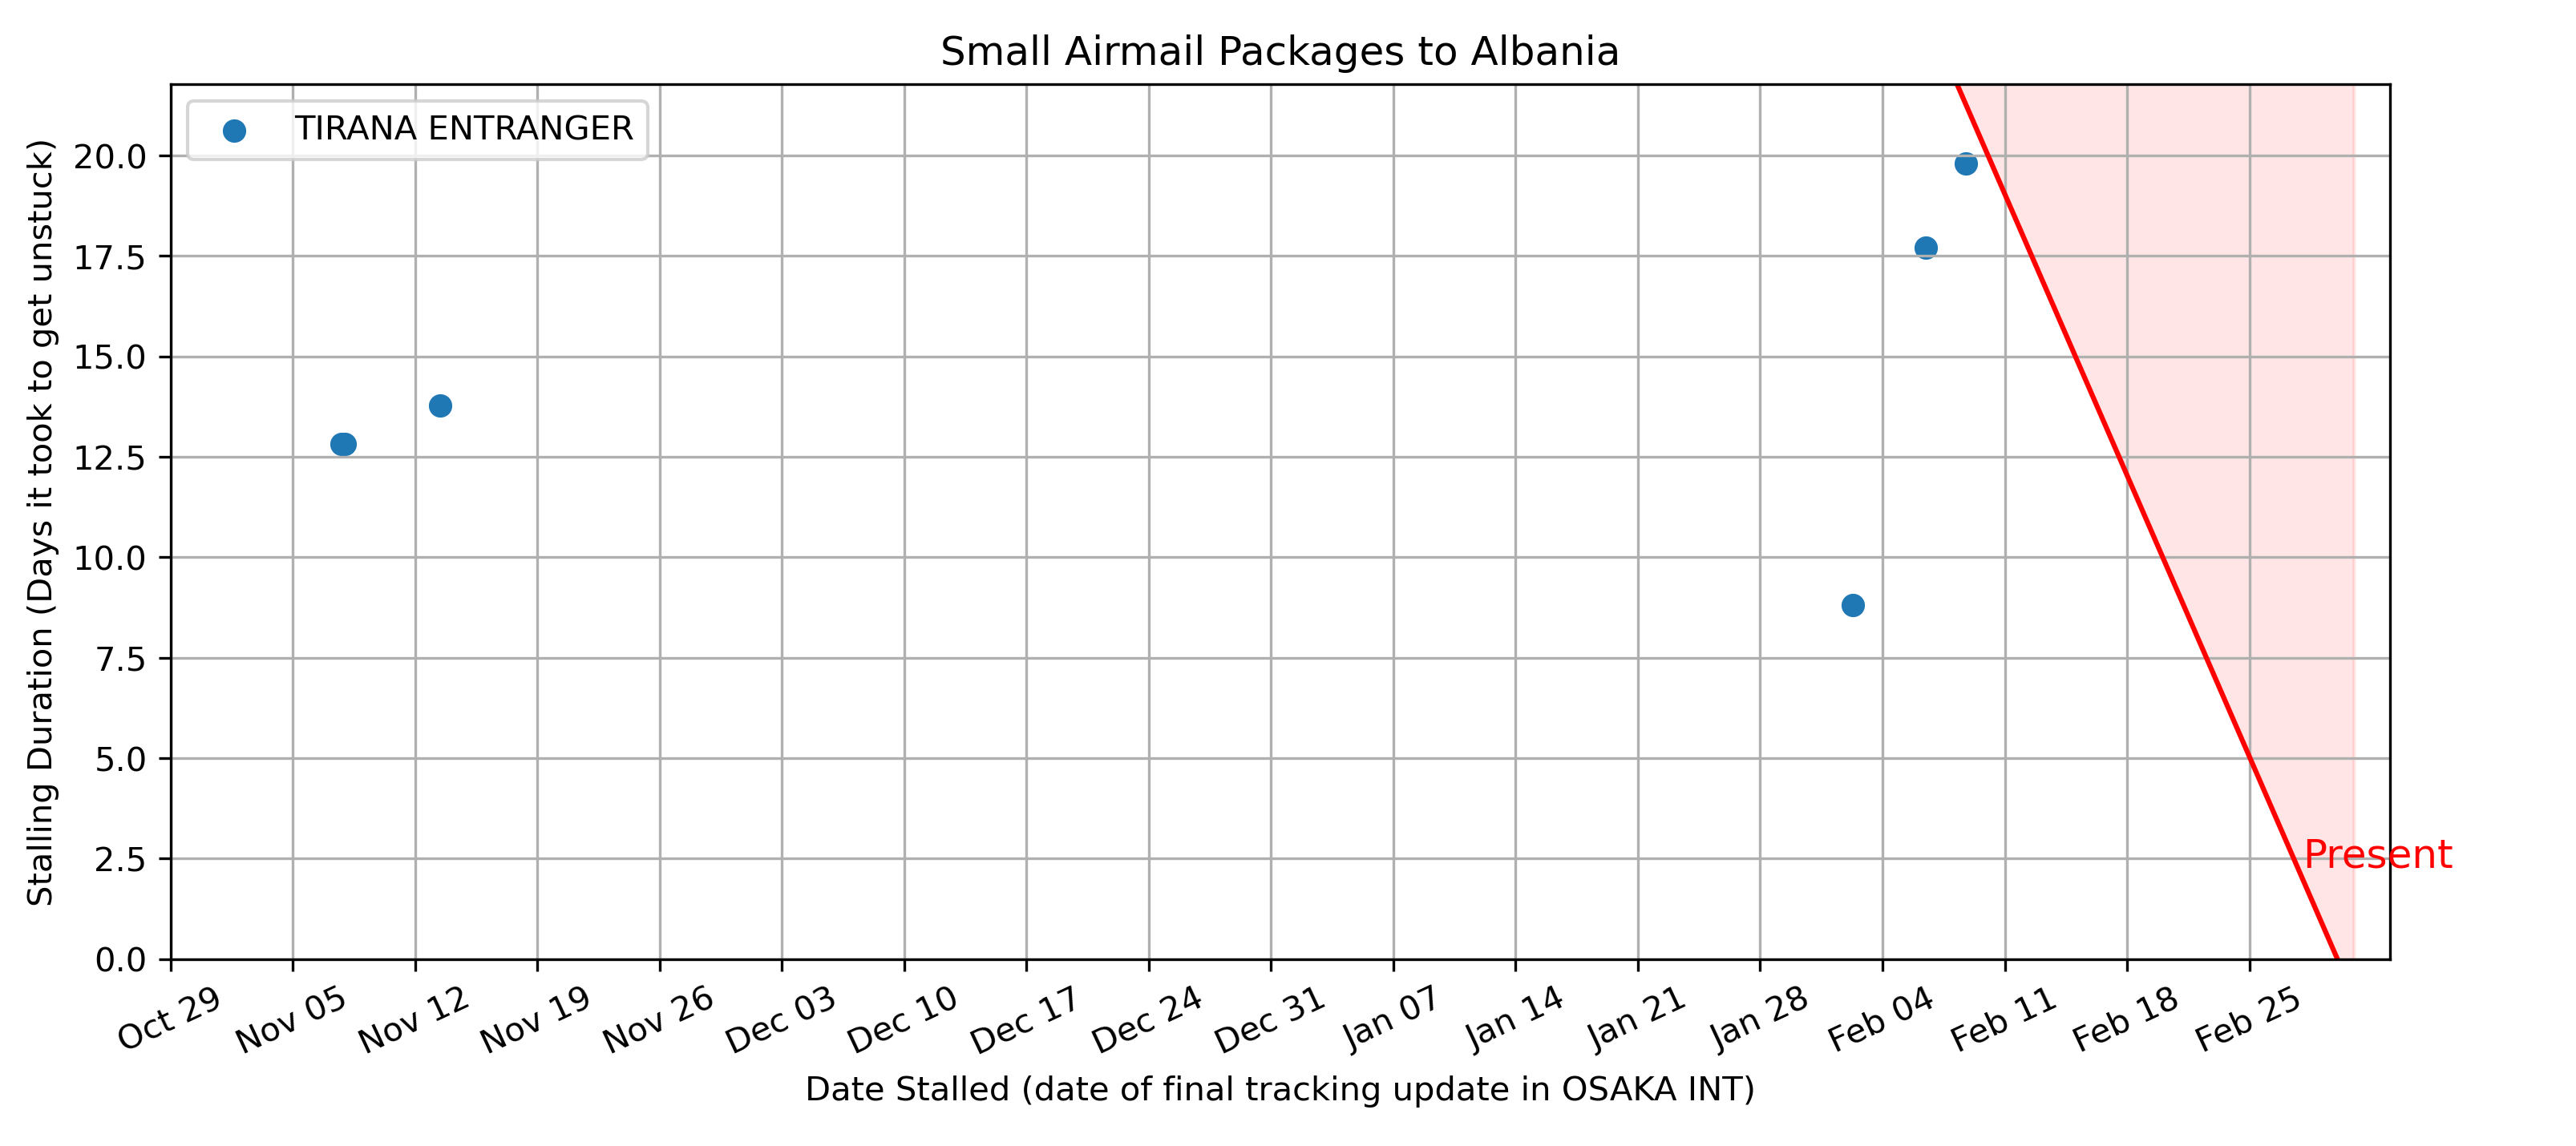 Small Airmail Packages to Albania
TIRANA ENTRANGER
Stalling Duration (Days it took to get unstuck)
20.0
17.5
15.0
12.5
10.0
7.5
5.0
2.5
0.0
Present
Oct 29
Nov 05
Nov 12
Nov 19
Nov 26
Dec 03
Dec 10
Dec 17
Dec 24
Dec 31
Jan 07
Jan 14
Jan 21
Jan 28
Feb 04
Feb 11
Feb 18
Feb 25
Date Stalled (date of final tracking update in OSAKA INT)